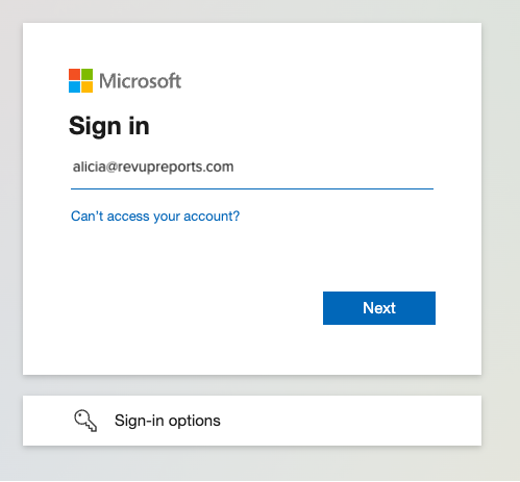 Microsoft
Sign in
alicia@revupreports.com
Can't access your account?
Next
Sign-in options